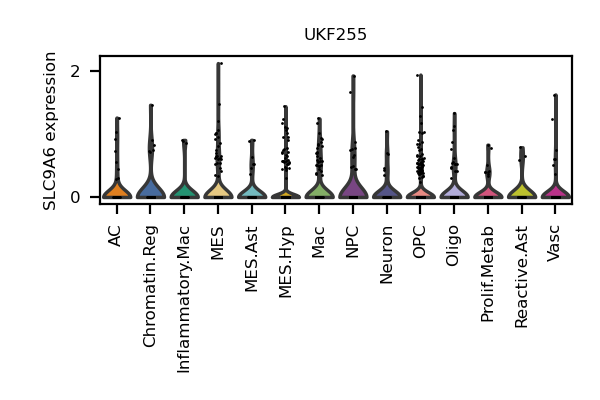 UKF255
SLC9A6 expression
2
0
AC
Chromatin.Reg
Inflammatory.Mac
MES
MES.Ast
MES.Hyp
Mac
NPC
Neuron
OPC
Oligo
Prolif.Metab
Reactive.Ast
Vasc